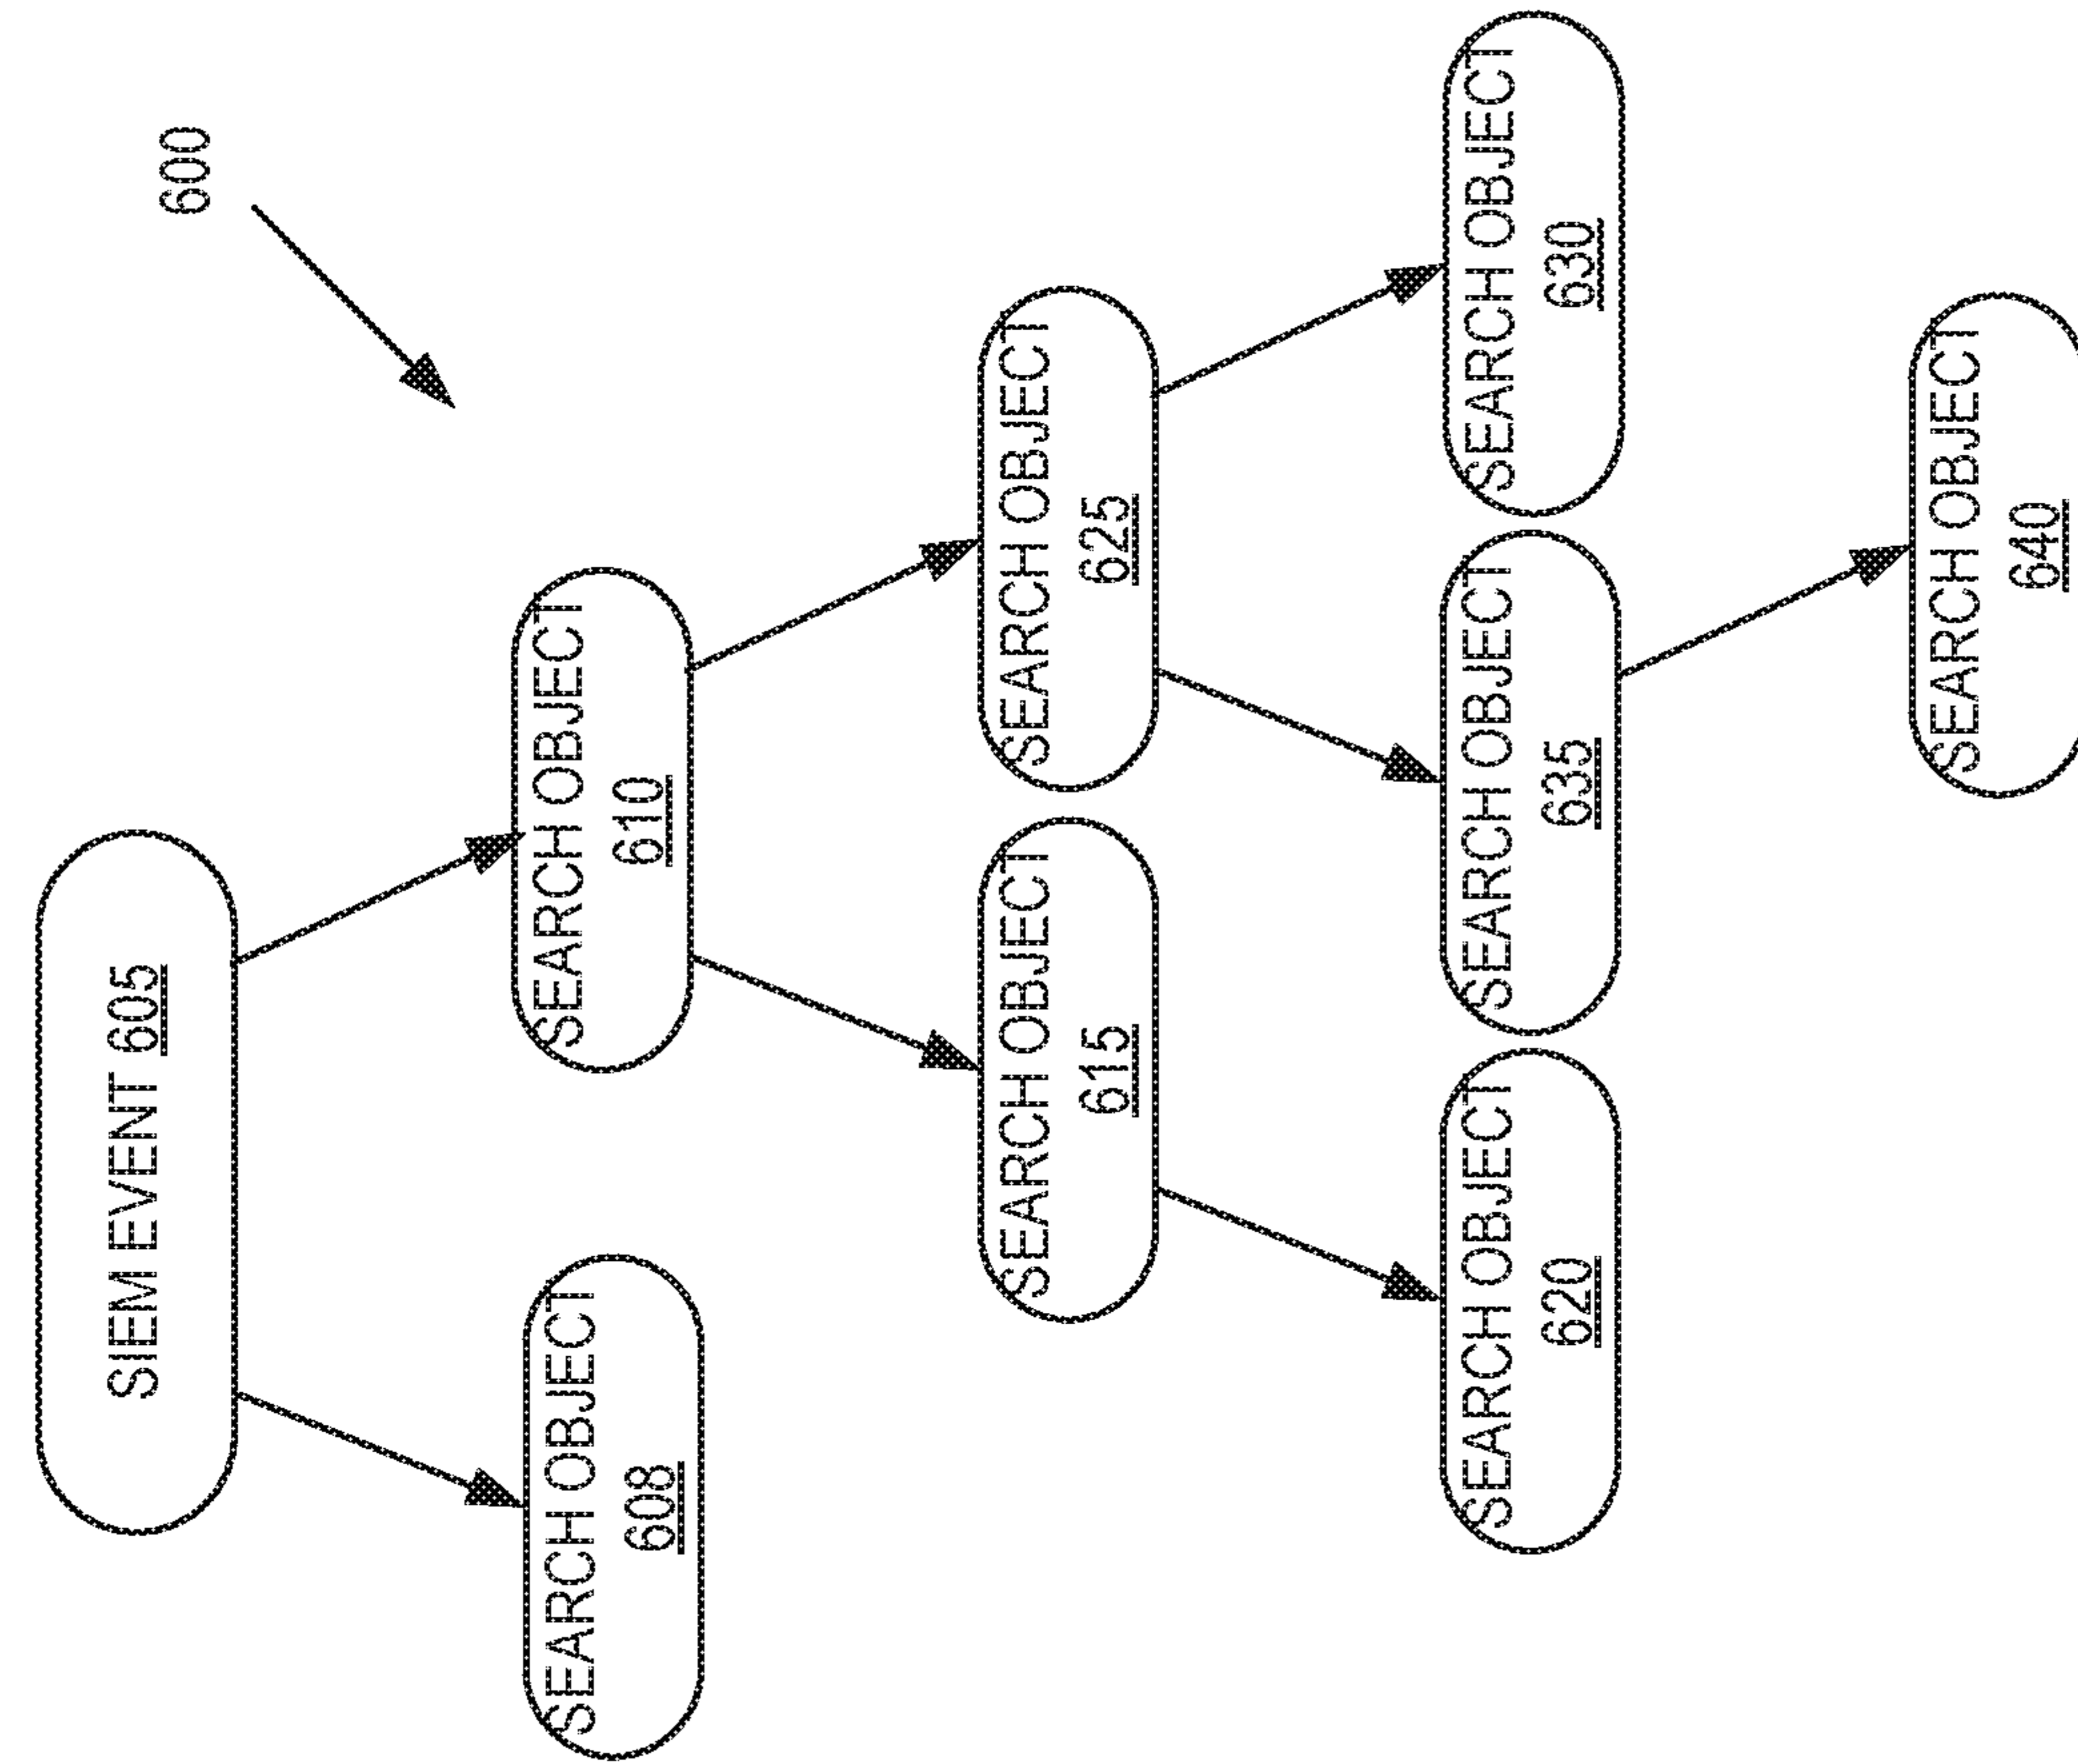 600
SIEM EVENT 605
SEARCH OBJECT
608
SEARCH OBJECT
610
SEARCH OBJECT
615
SEARCH OBJECT
625
SEARCH OBJECT
620
SEARCH OBJECT
635
SEARCH OBJECT
630
SEARCH OBJECT
640